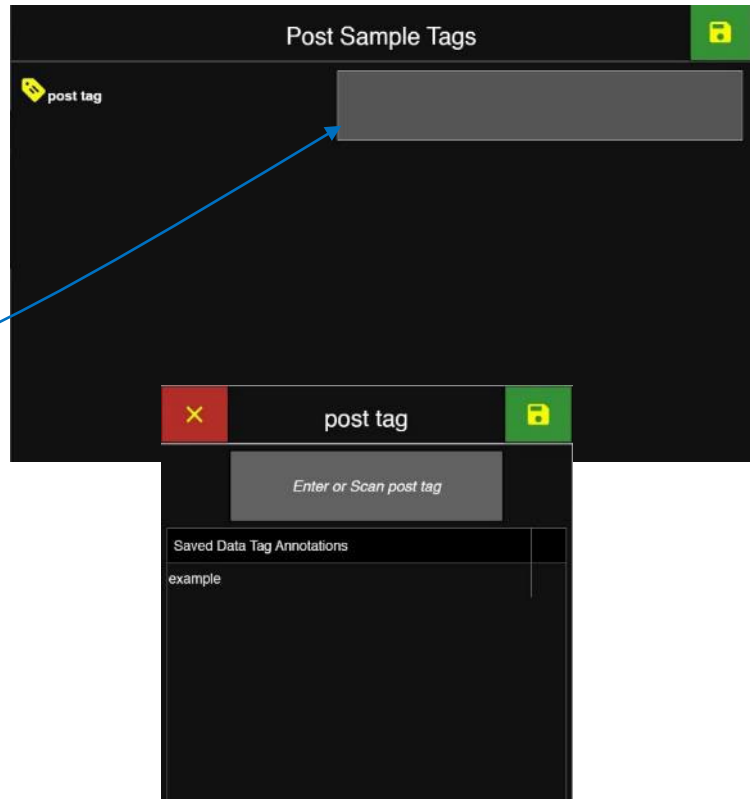 Post Sample Tags
post tag
post tag
Enter or Scan post tag
Saved Data Tag Annotations
example